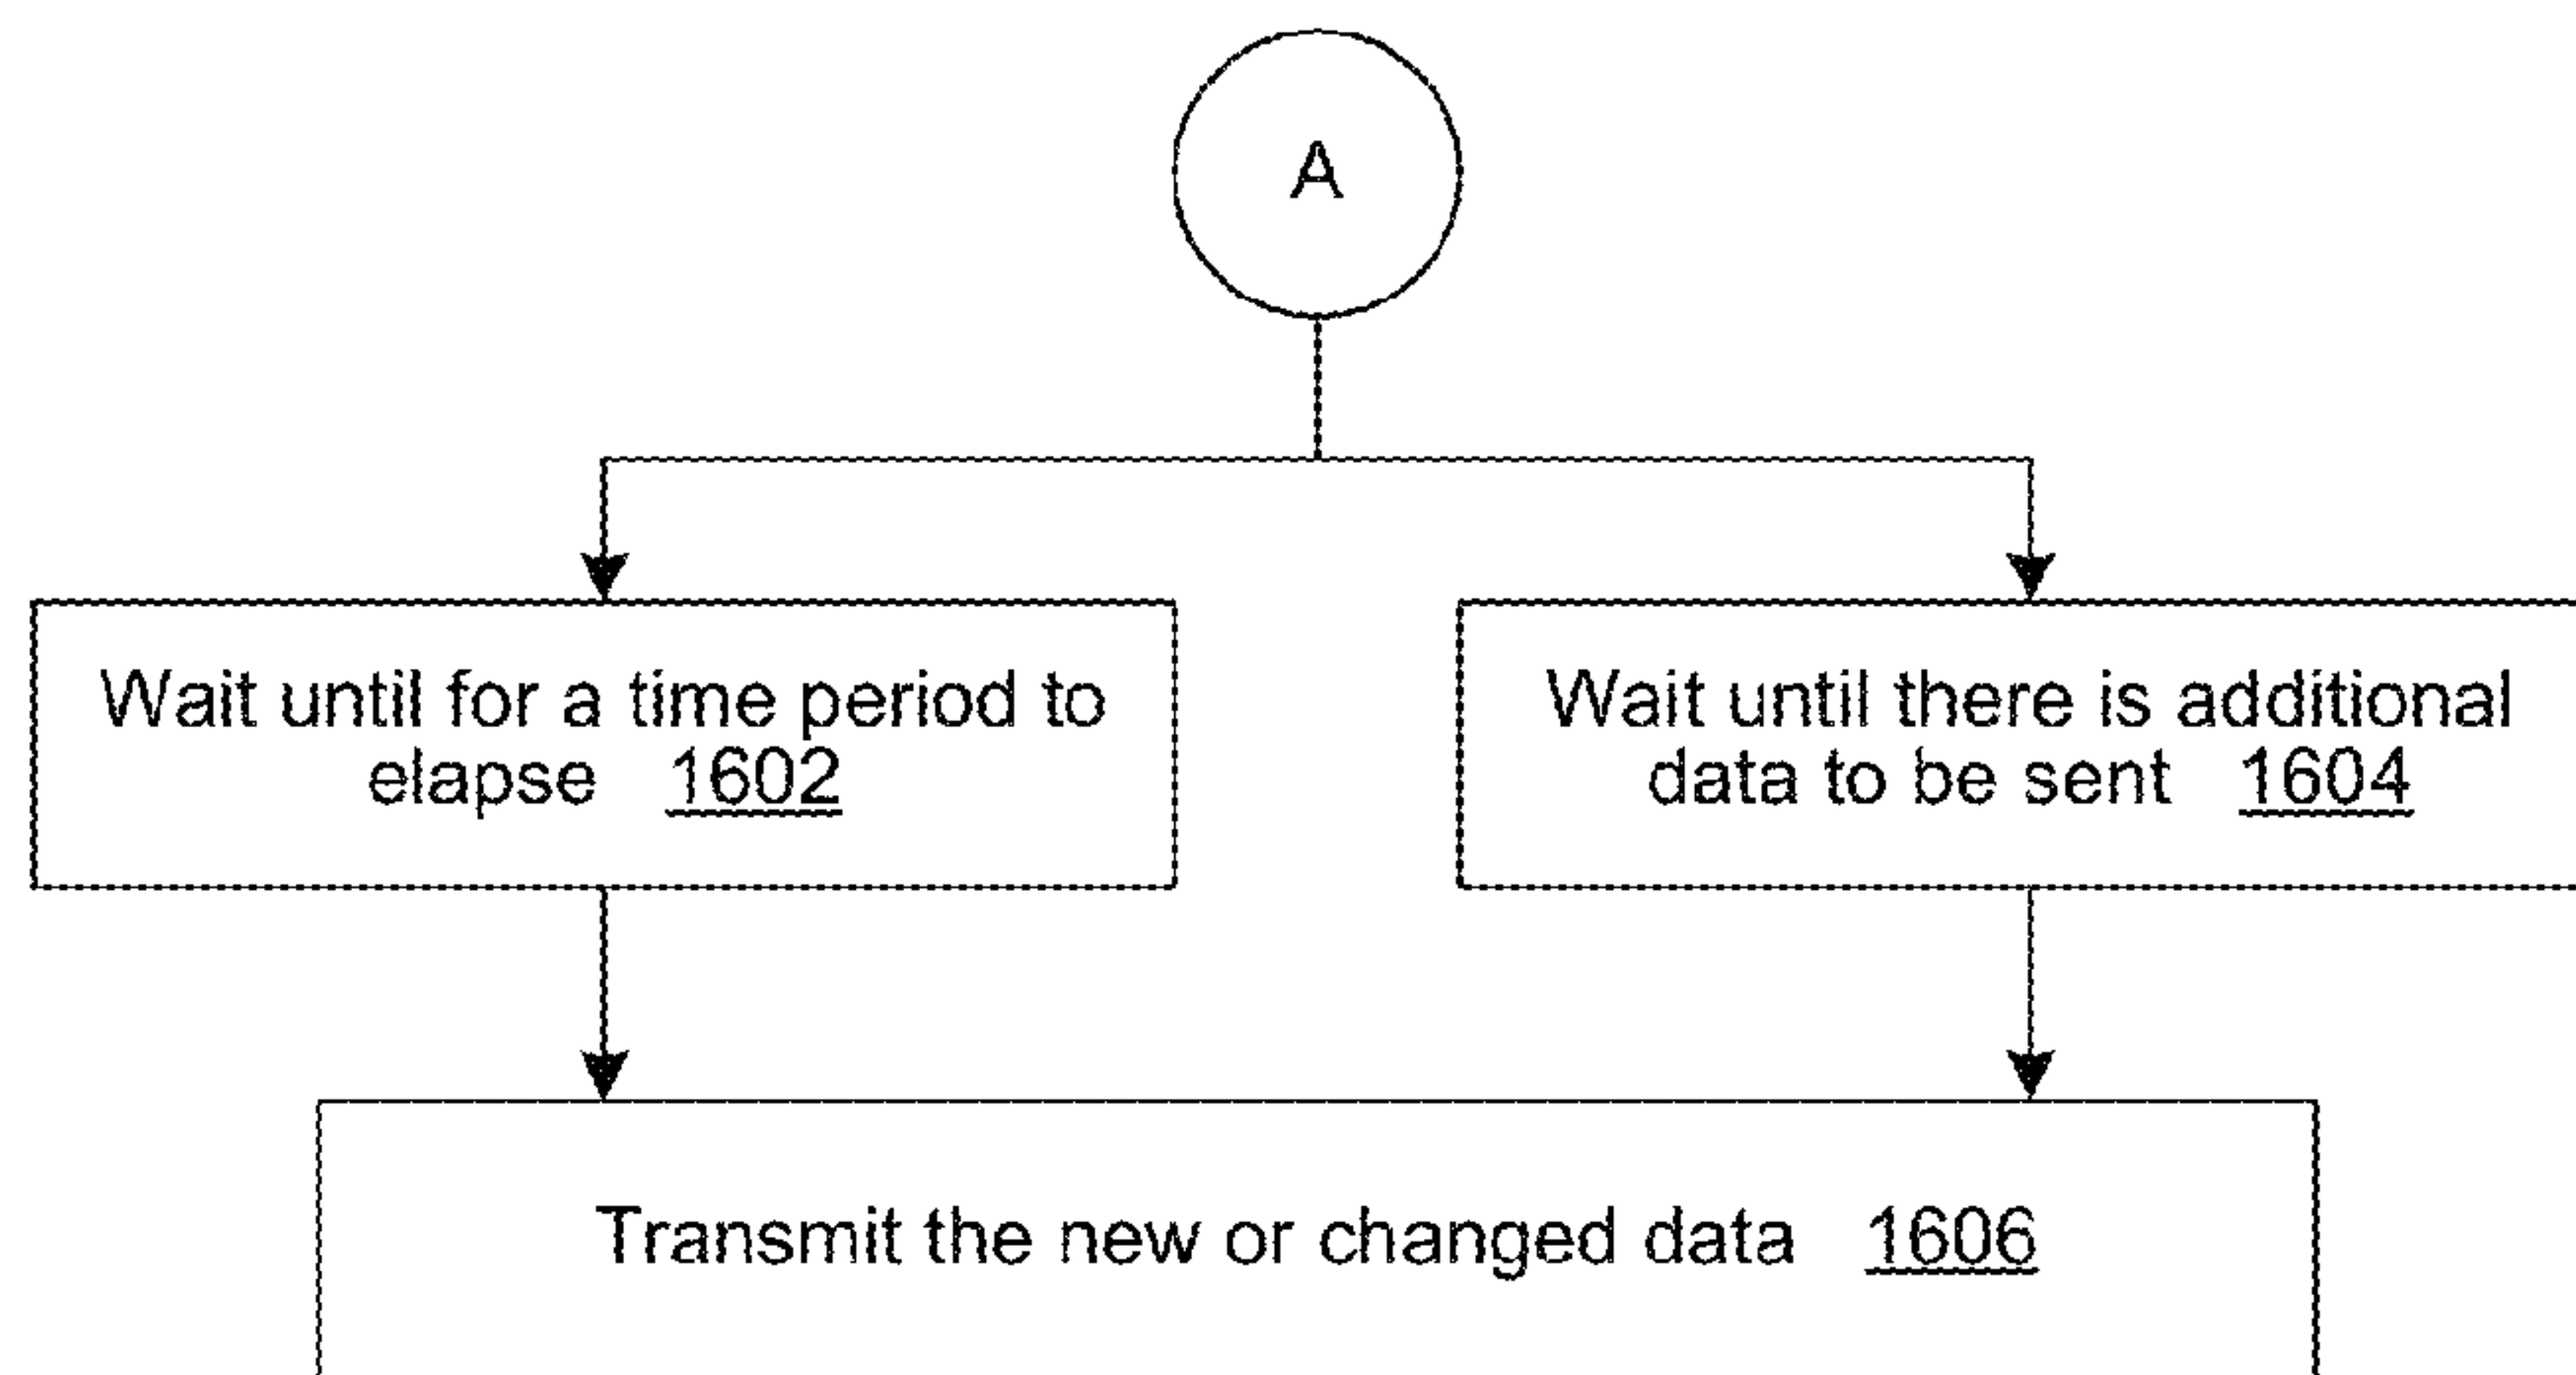 A
Wait until for a time period to
elapse 1602
Wait until there is additional
data to be sent 1604
Transmit the new or changed data 1606